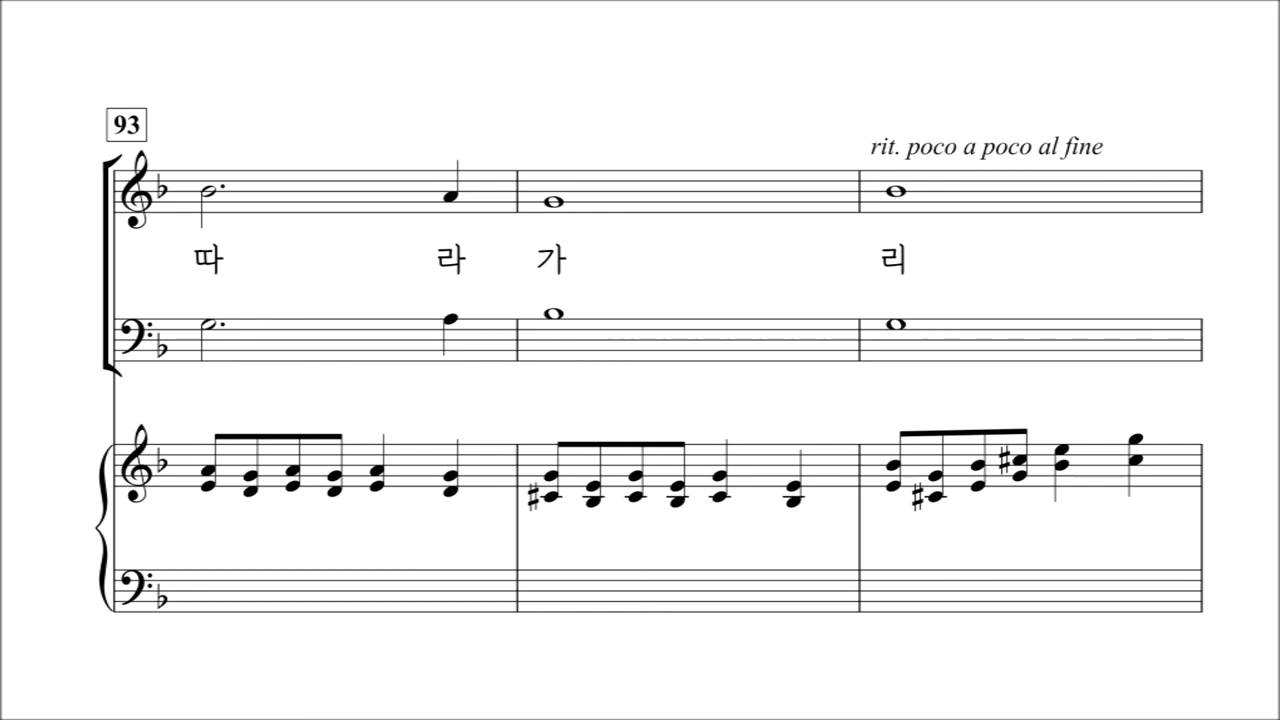 93
rit. poco a poco al fine
따 라 가 리